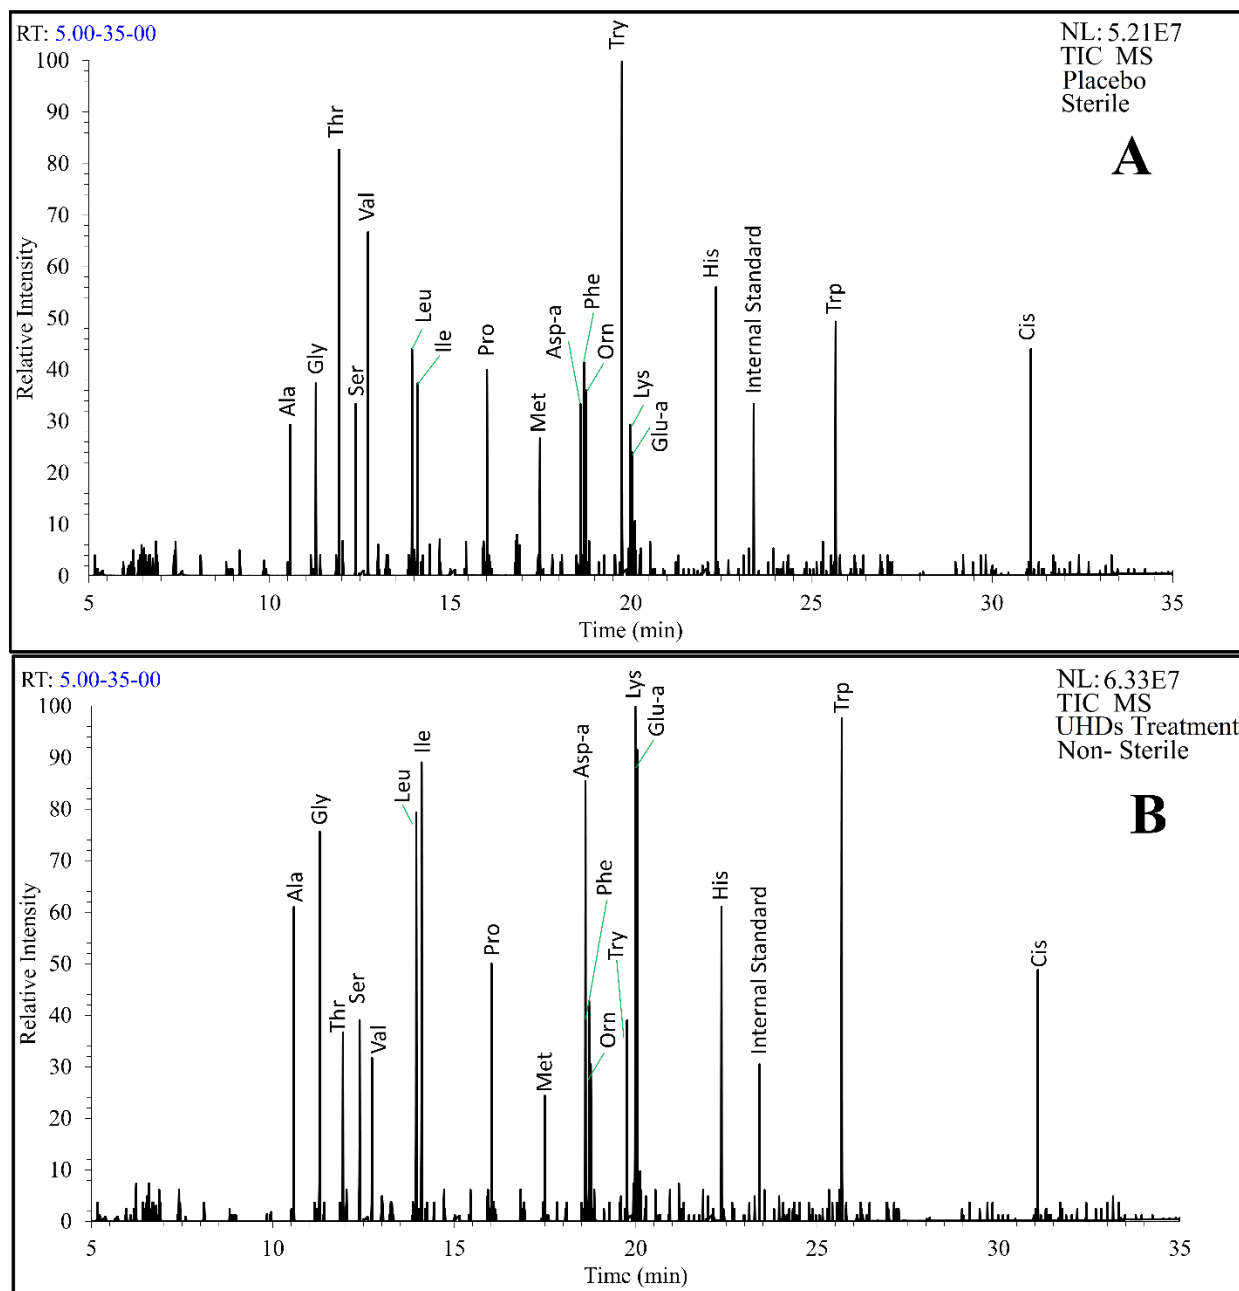 RT: 5.00-35-00
NL: 5.21E7
TIC MS
Placebo
Sterile
A
Relative Intensity
100
90
80
70
60
50
40
30
20
10
0
Ala
Gly
Thr
Ser
Val
Leu
Ile
Pro
Met
Asp-a
Phe
Orn
Try
Lys
Glu-a
His
Internal Standard
Trp
Cis
5 10 15 20 25 30 35
Time (min)
RT: 5.00-35-00
NL: 6.33E7
TIC MS
UHDs Treatment
Non- Sterile
B
Relative Intensity
100
90
80
70
60
50
40
30
20
10
0
Ala
Gly
Thr
Ser
Val
Leu
Ile
Pro
Met
Asp-a
Phe
Orn
Try
Lys
Glu-a
His
Internal Standard
Trp
Cis
5 10 15 20 25 30 35
Time (min)